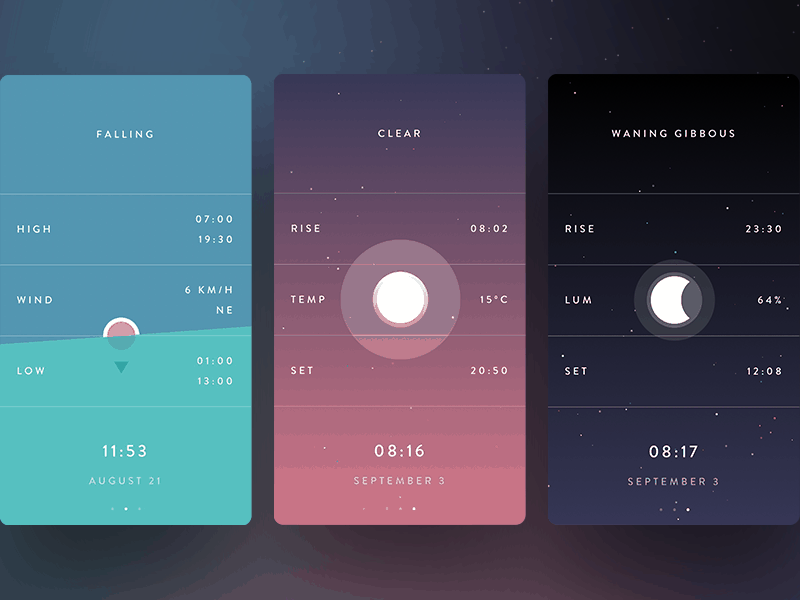 FALLING
HIGH 07:00
19:30
WIND 6 KM/H
NE
LOW 01:00
13:00
11:53
AUGUST 21
CLEAR
RISE 08:02
TEMP 15°C
SET 20:50
08:16
SEPTEMBER 3
WANING GIBBOUS
RISE 23:30
LUM 64%
SET 12:08
08:17
SEPTEMBER 3